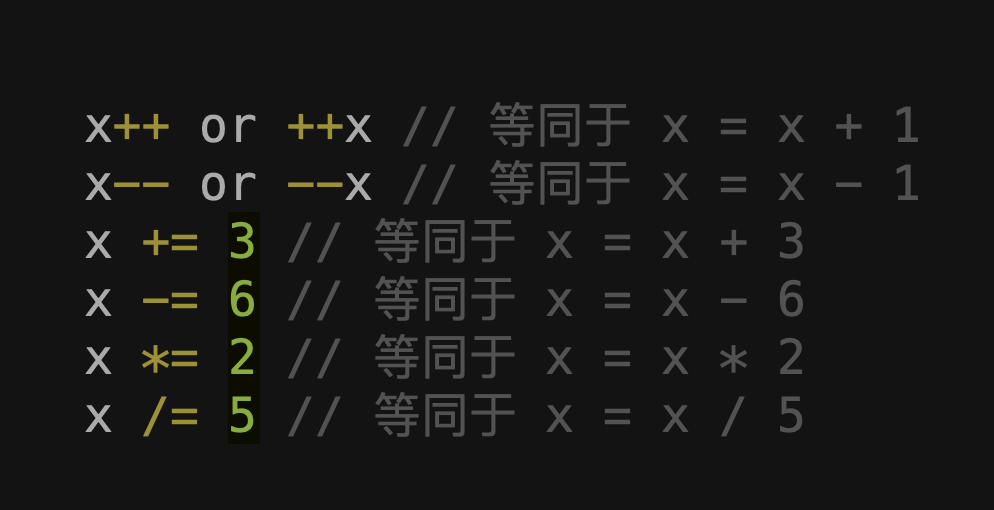 x++ or ++x // 等同于 x = x + 1
x-- or --x // 等同于 x = x - 1
x += 3 // 等同于 x = x + 3
x -= 6 // 等同于 x = x - 6
x *= 2 // 等同于 x = x * 2
x /= 5 // 等同于 x = x / 5